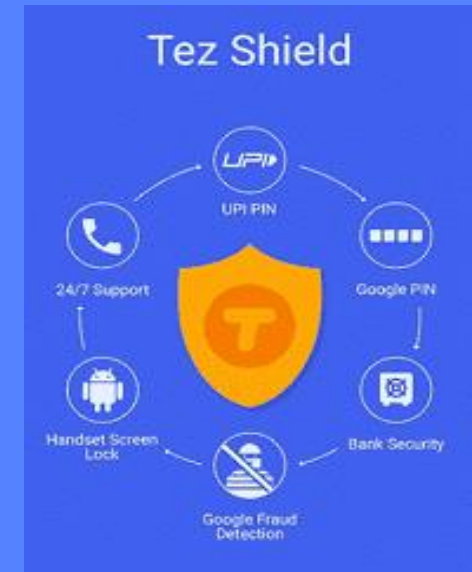 Tez Shield
UPI
UPI PIN
24/7 Support
Google PIN
T
Handset Screen
Lock
Bank Security
Google Fraud
Detection